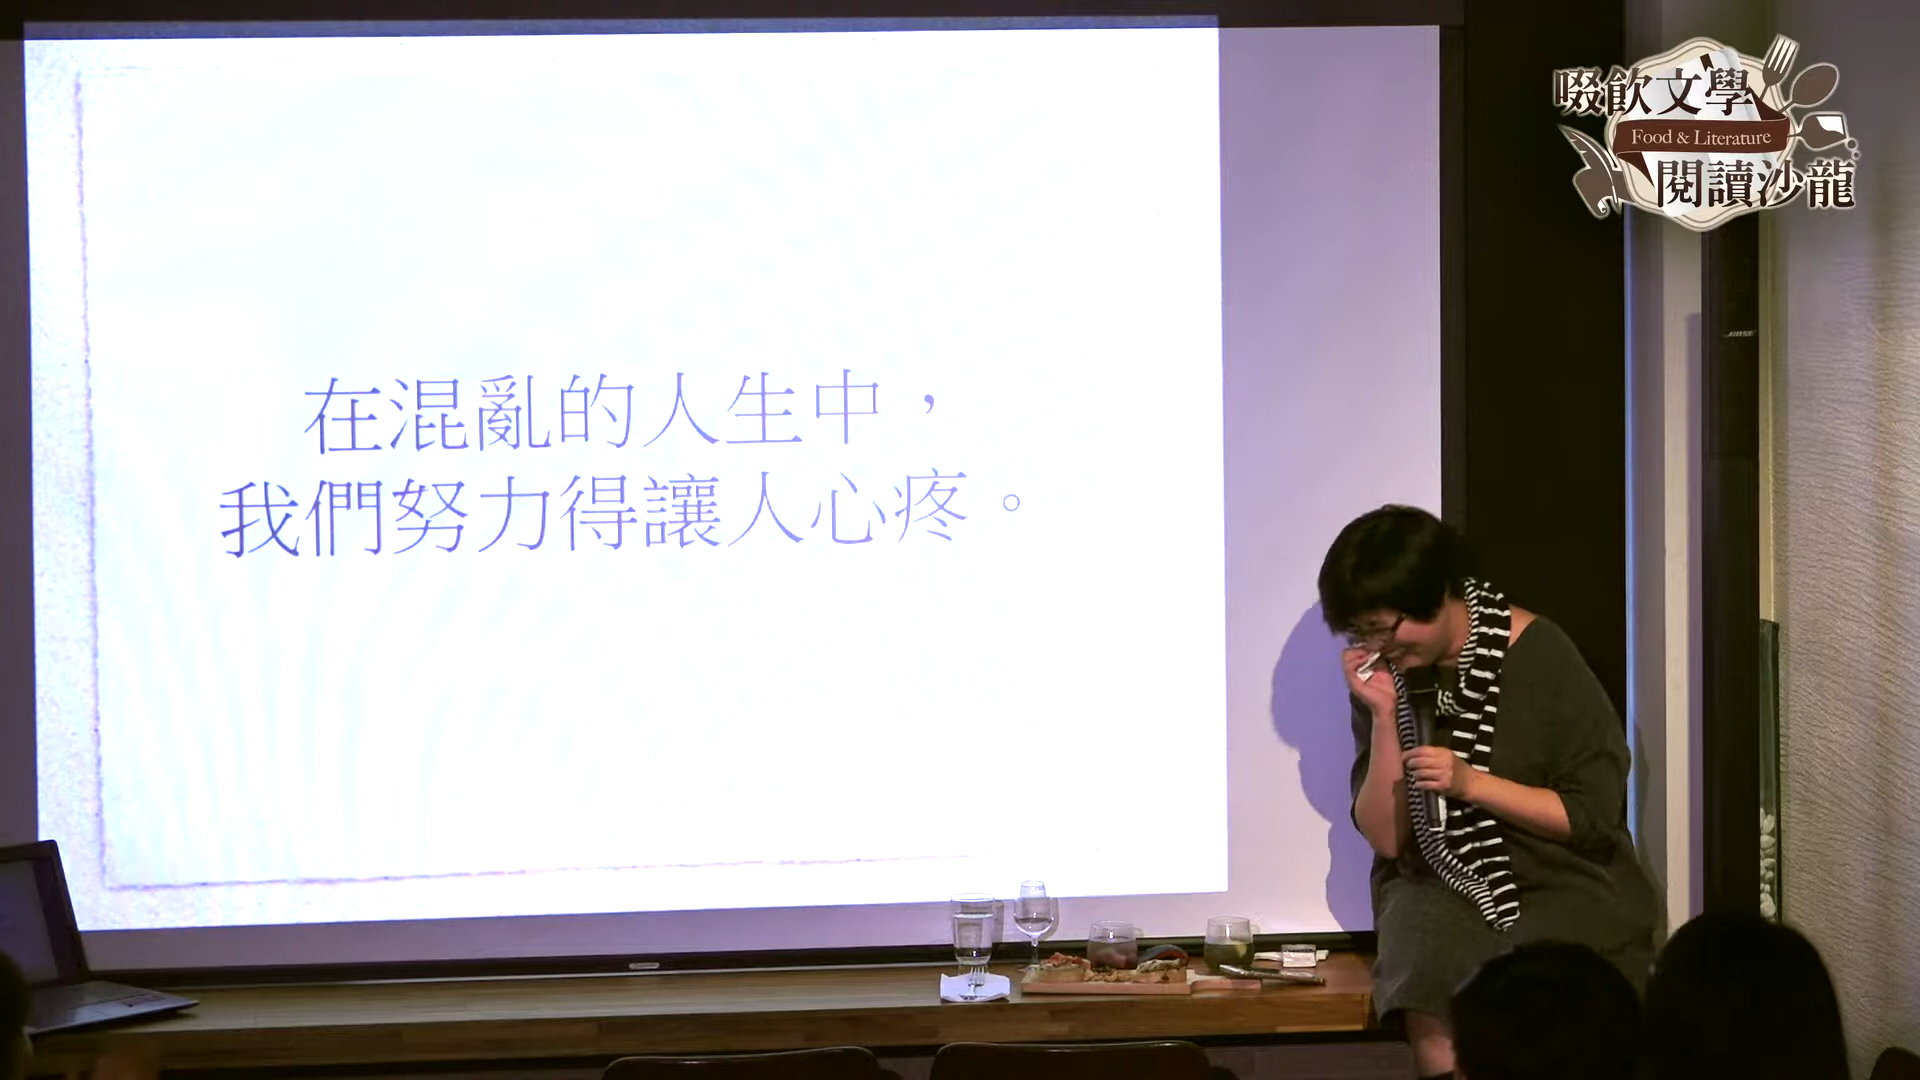 在混亂的人生中，
我們努力得讓人心疼。
啜飲文學
Food & Literature
閱讀沙龍
BOSE